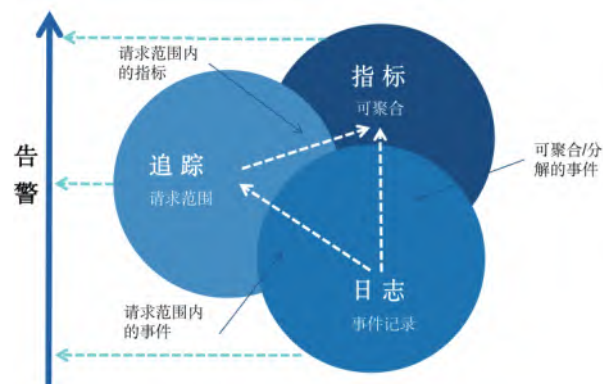 请求范围内
的指标
指标
可聚合
告
警
追踪
请求范围
可聚合/分
解的事件
请求范围内
的事件
日志
事件记录